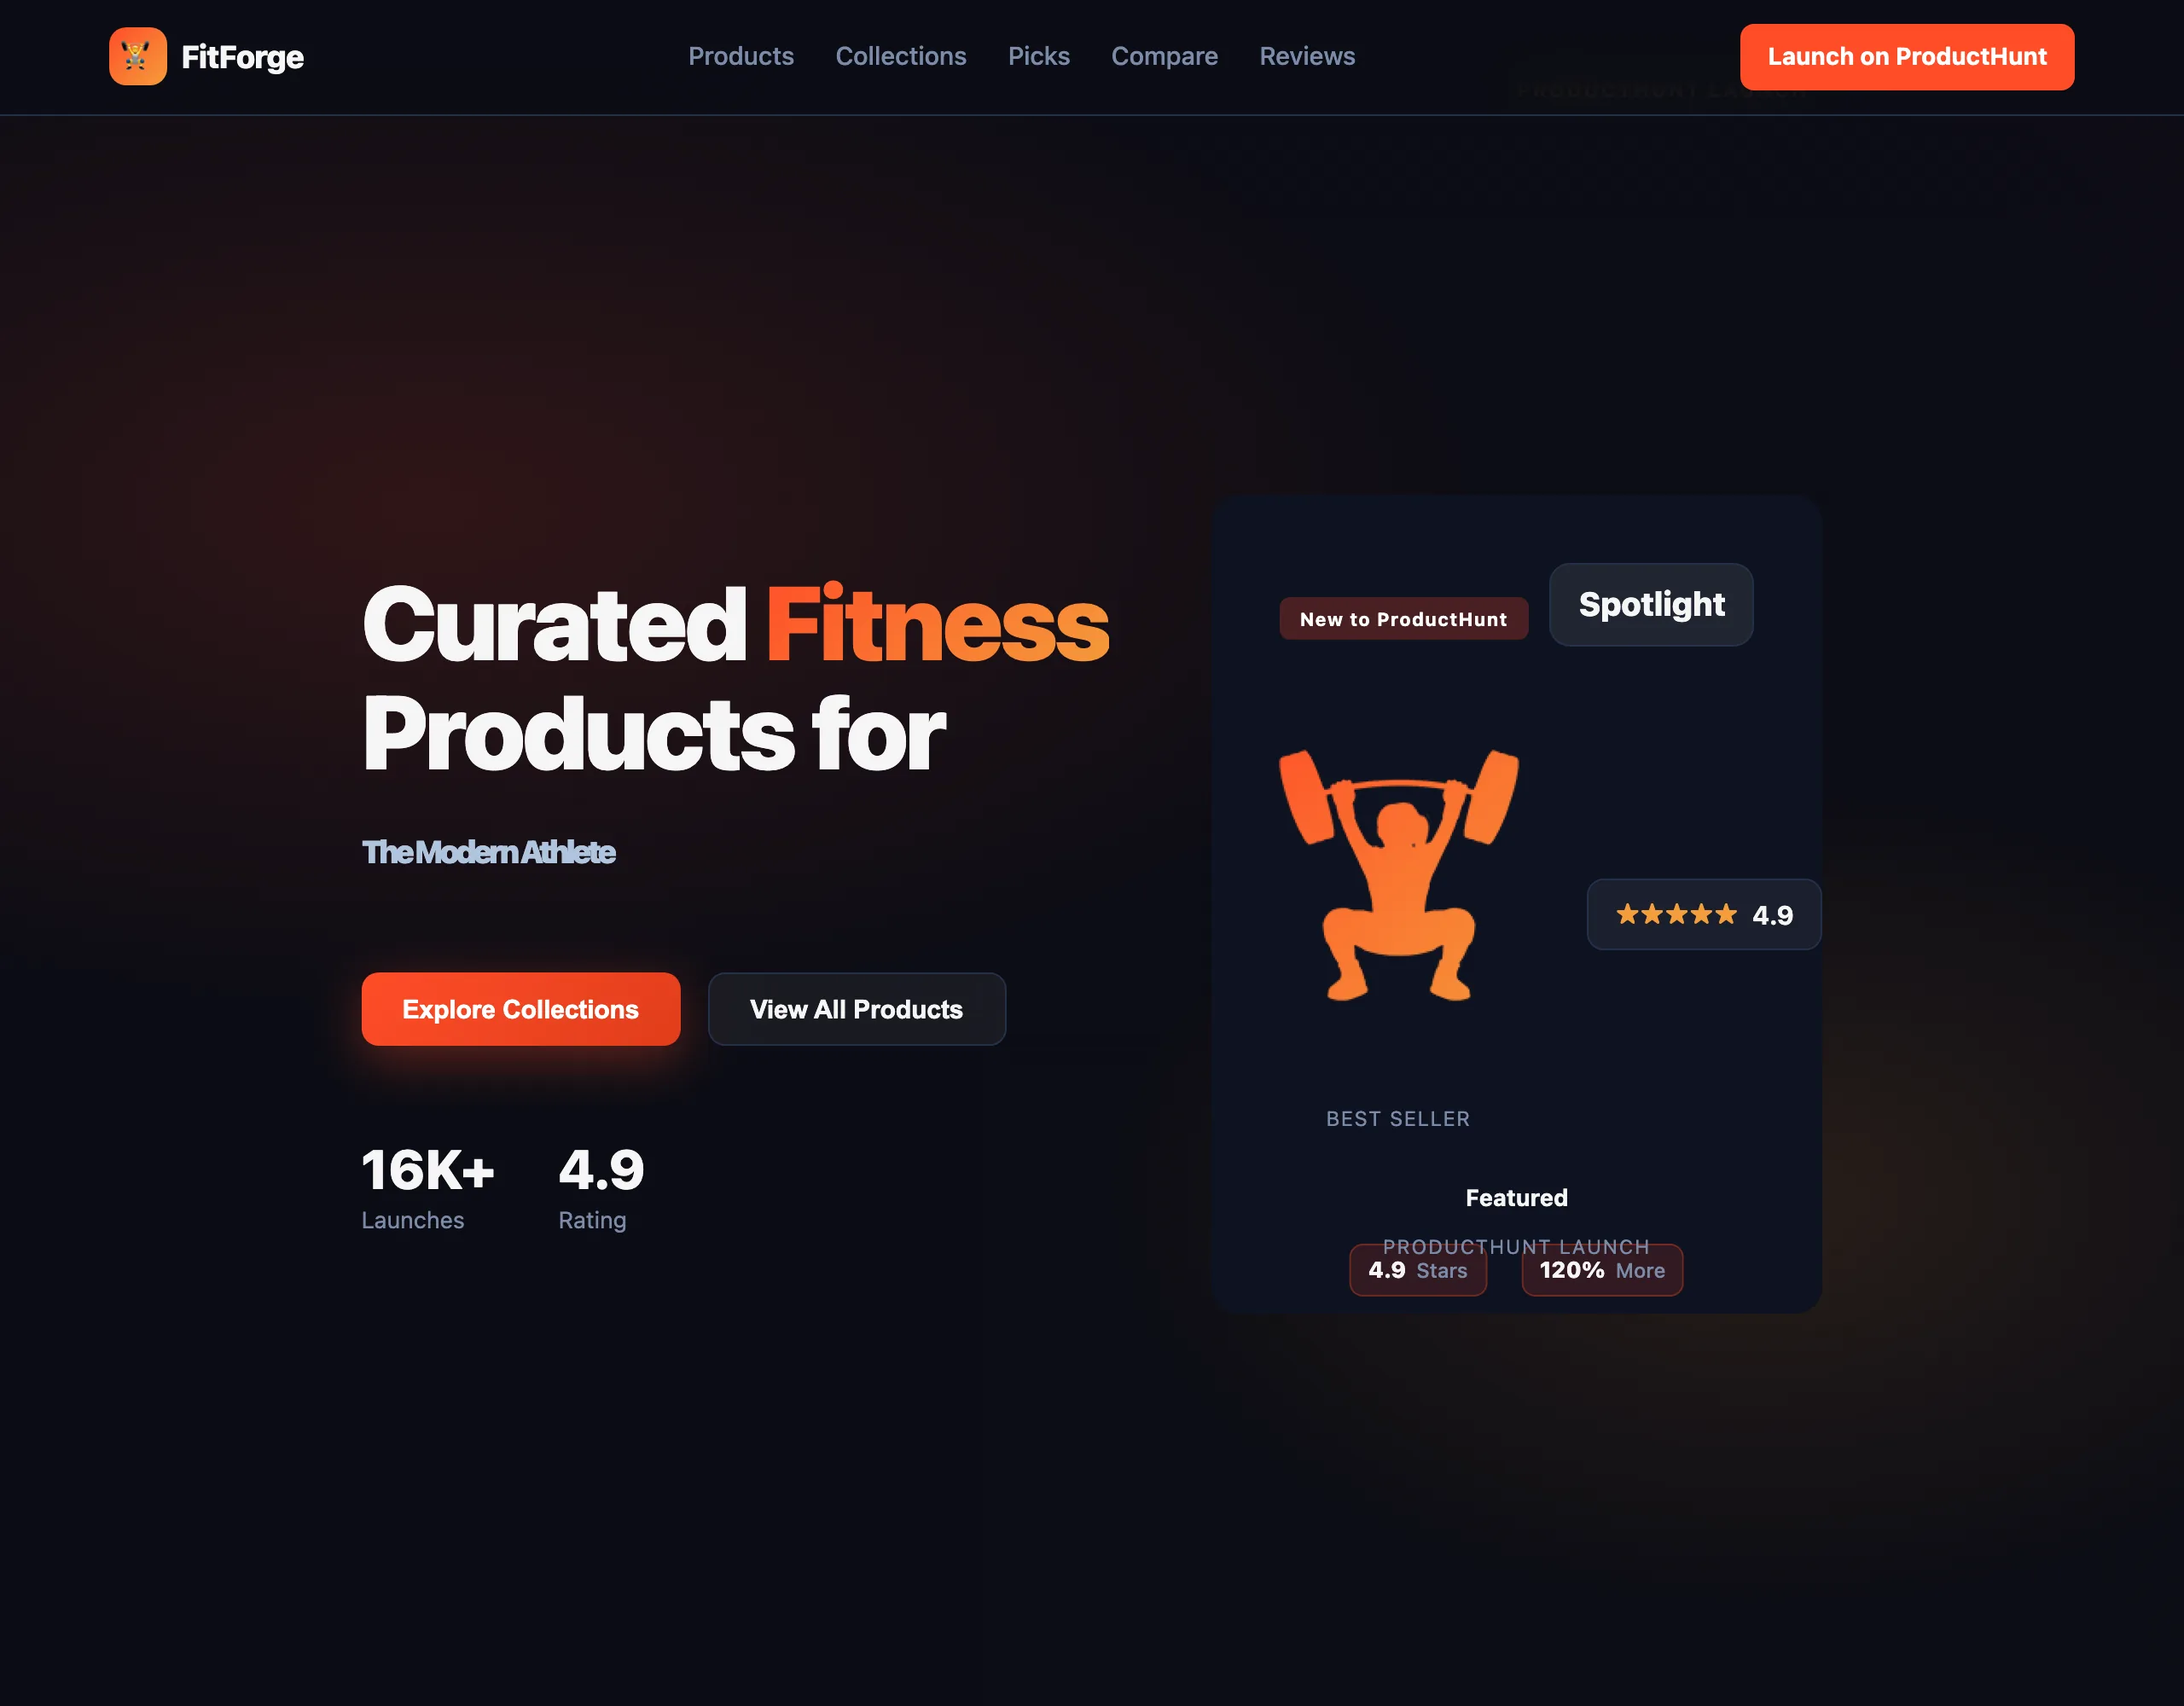 FitForge
Products
Collections
Picks
Compare
Reviews
Launch on ProductHunt
PRODUCTHUNT LAUNCH
Curated Fitness
Products for
The Modern Athlete
Explore Collections
View All Products
16K+
Launches
4.9
Rating
New to ProductHunt
Spotlight
4.9
BEST SELLER
Featured
PRODUCTHUNT LAUNCH
4.9 Stars
120% More